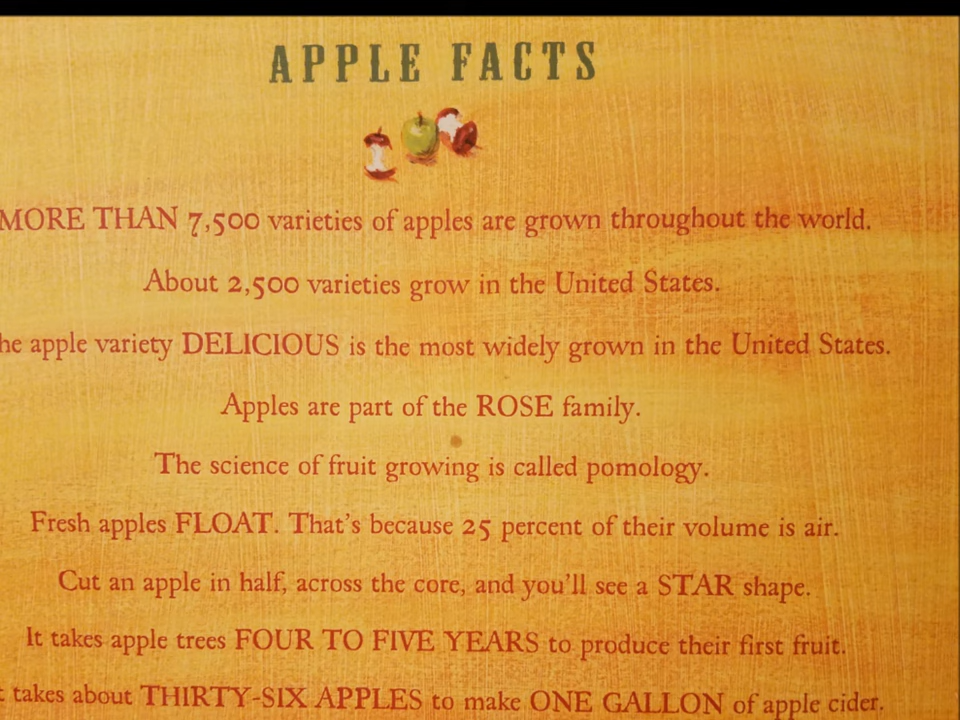 APPLE FACTS
MORE THAN 7,500 varieties of apples are grown throughout the world.
About 2,500 varieties grow in the United States.
he apple variety DELICIOUS is the most widely grown in the United States.
Apples are part of the ROSE family.
The science of fruit growing is called pomology.
Fresh apples FLOAT. That's because 25 percent of their volume is air.
Cut an apple in half, across the core, and you'll see a STAR shape.
It takes apple trees FOUR TO FIVE YEARS to produce their first fruit.
t takes about THIRTY-SIX APPLES to make ONE GALLON of apple cider.